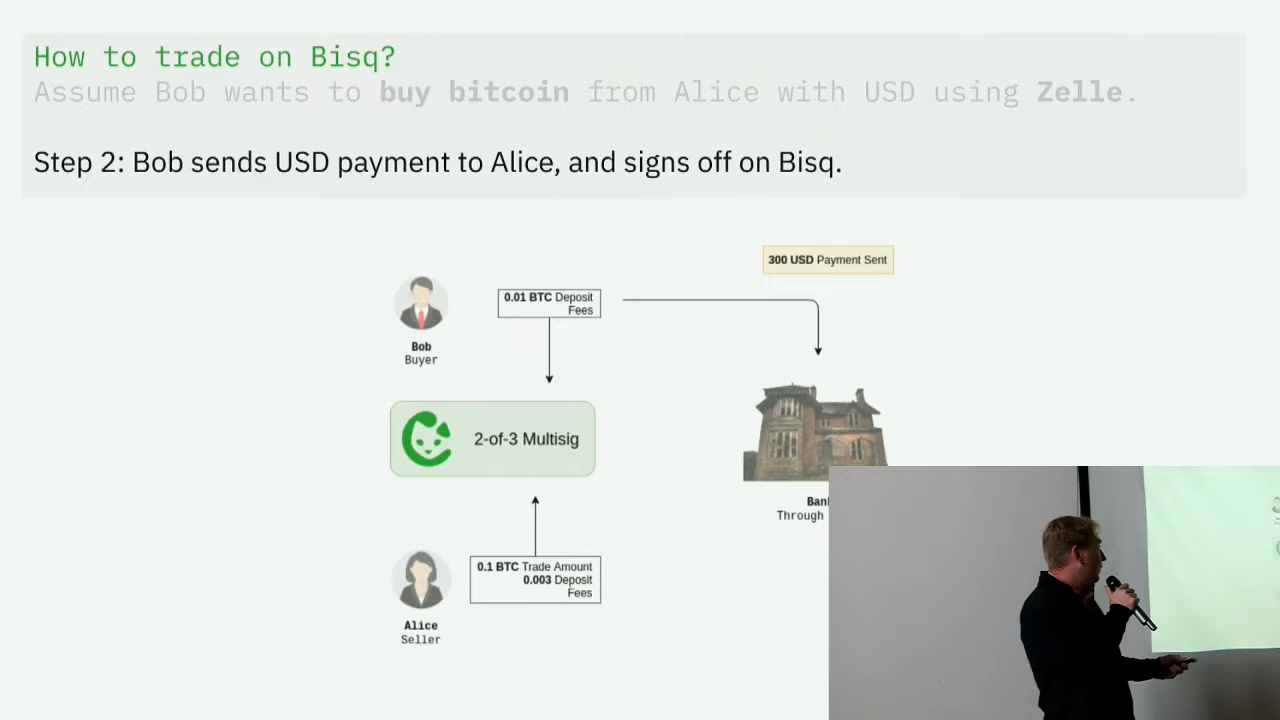 How to trade on Bisq?
Assume Bob wants to buy bitcoin from Alice with USD using Zelle.
Step 2: Bob sends USD payment to Alice, and signs off on Bisq.
300 USD Payment Sent
0.01 BTC Deposit
Fees
Bob
Buyer
2-of-3 Multisig
Through
0.1 BTC Trade Amount
0.003 Deposit
Fees
Alice
Seller